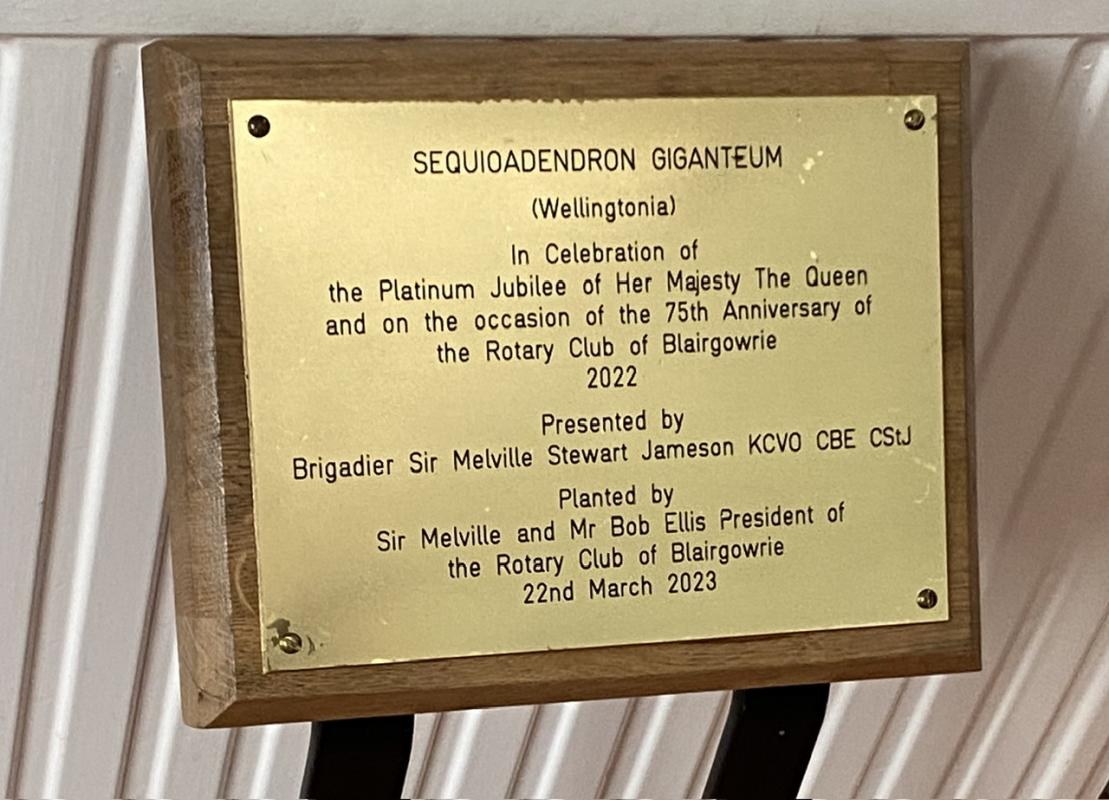 SEQUIOADENDRON GIGANTEUM
(Wellingtonia)
In Celebration of
the Platinum Jubilee of Her Majesty The Queen
and on the occasion of the 75th Anniversary of
the Rotary Club of Blairgowrie
2022
Presented by
Brigadier Sir Melville Stewart Jameson KCVO CBE CStJ
Planted by
Sir Melville and Mr Bob Ellis President of
the Rotary Club of Blairgowrie
22nd March 2023